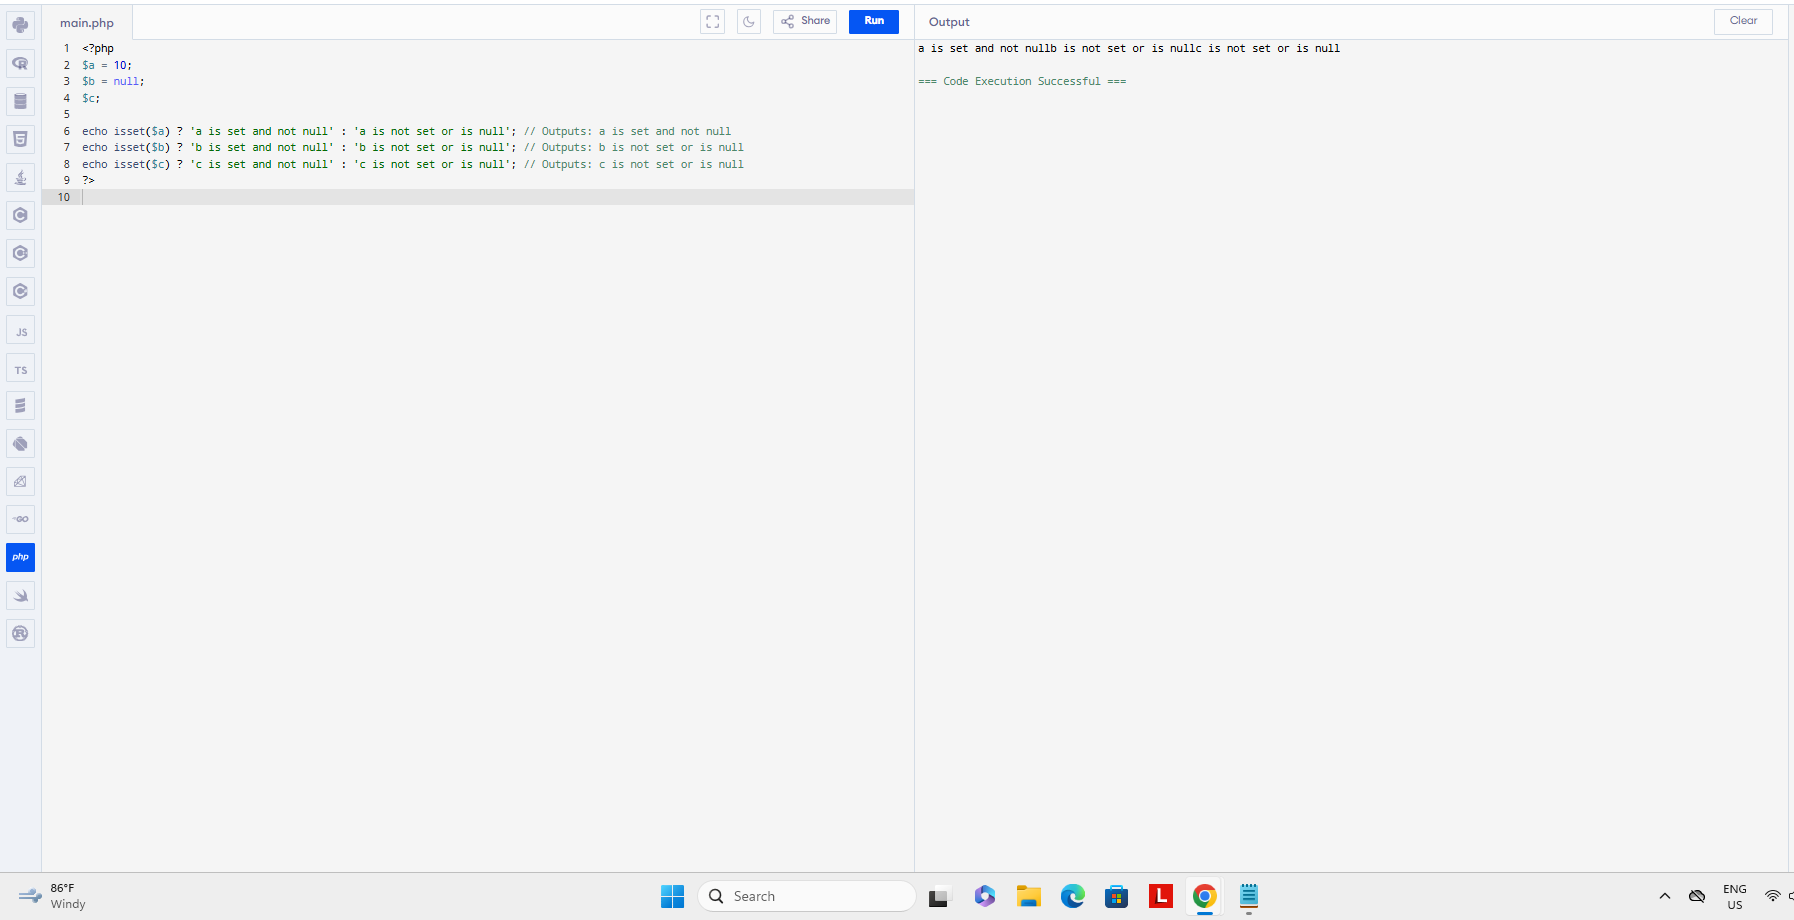 main.php
Share
Run
Output
Clear
1 <?php
2 $a = 10;
3 $b = null;
4 $c;
5
6 echo isset($a) ? 'a is set and not null' : 'a is not set or is null'; // Outputs: a is set and not null
7 echo isset($b) ? 'b is set and not null' : 'b is not set or is null'; // Outputs: b is not set or is null
8 echo isset($c) ? 'c is set and not null' : 'c is not set or is null'; // Outputs: c is not set or is null
9 ?>
10
a is set and not nullb is not set or is nullc is not set or is null
=== Code Execution Successful ===
R
5
C
C
C
JS
TS
GO
php
R
86°F
Windy
Search
L
ENG
US